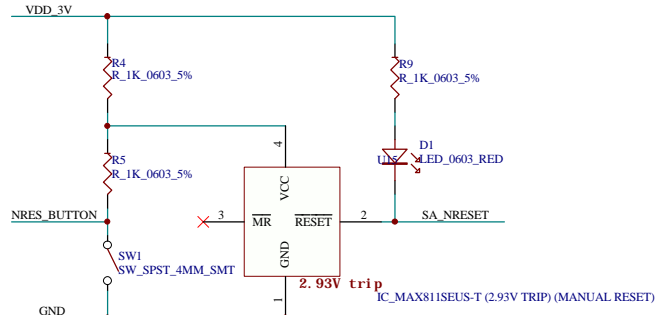 VDD_3V
R4
R_1K_0603_5%
R9
R_1K_0603_5%
4
D1
U15
LED_0603_RED
R5
R_1K_0603_5%
VCC
NRES_BUTTON
3
MR
RESET
2
SA_NRESET
GND
SW1
SW_SPST_4MM_SMT
2.93V trip
1
IC_MAX811SEUS-T (2.93V TRIP) (MANUAL RESET)
GND